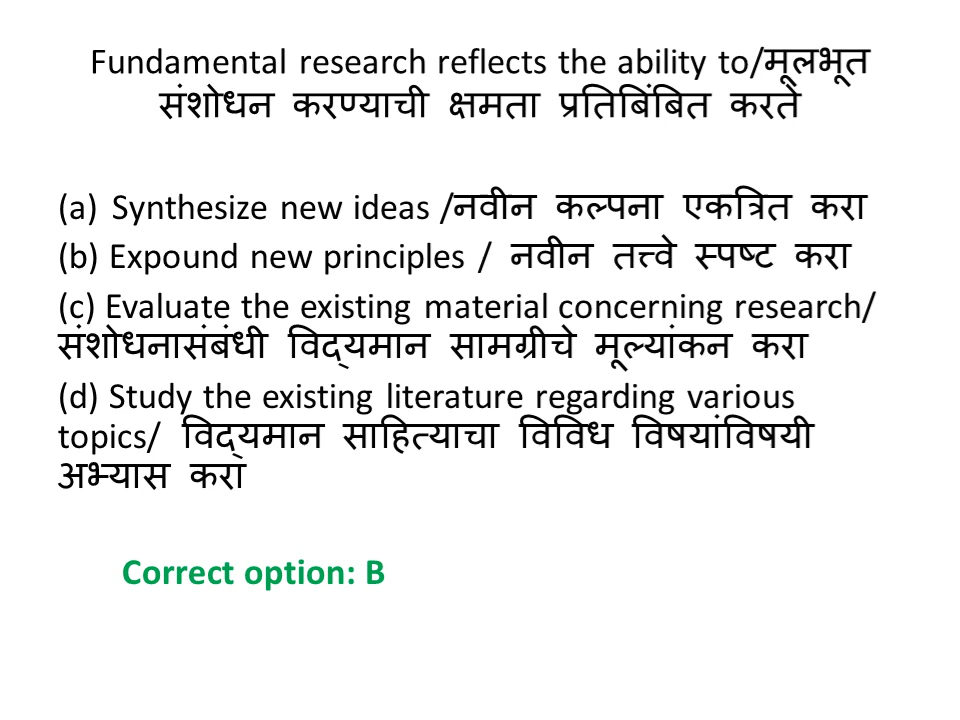 Fundamental research reflects the ability to/मूलभूत
संशोधन करण्याची क्षमता प्रतिबिंबित करते
(a) Synthesize new ideas /नवीन कल्पना एकत्रित करा
(b) Expound new principles / नवीन तत्त्वे स्पष्ट करा
(c) Evaluate the existing material concerning research/
संशोधनासंबंधी विद्यमान सामग्रीचे मूल्यांकन करा
(d) Study the existing literature regarding various
topics/ विद्यमान साहित्याचा विविध विषयांविषयी
अभ्यास करा
Correct option: B